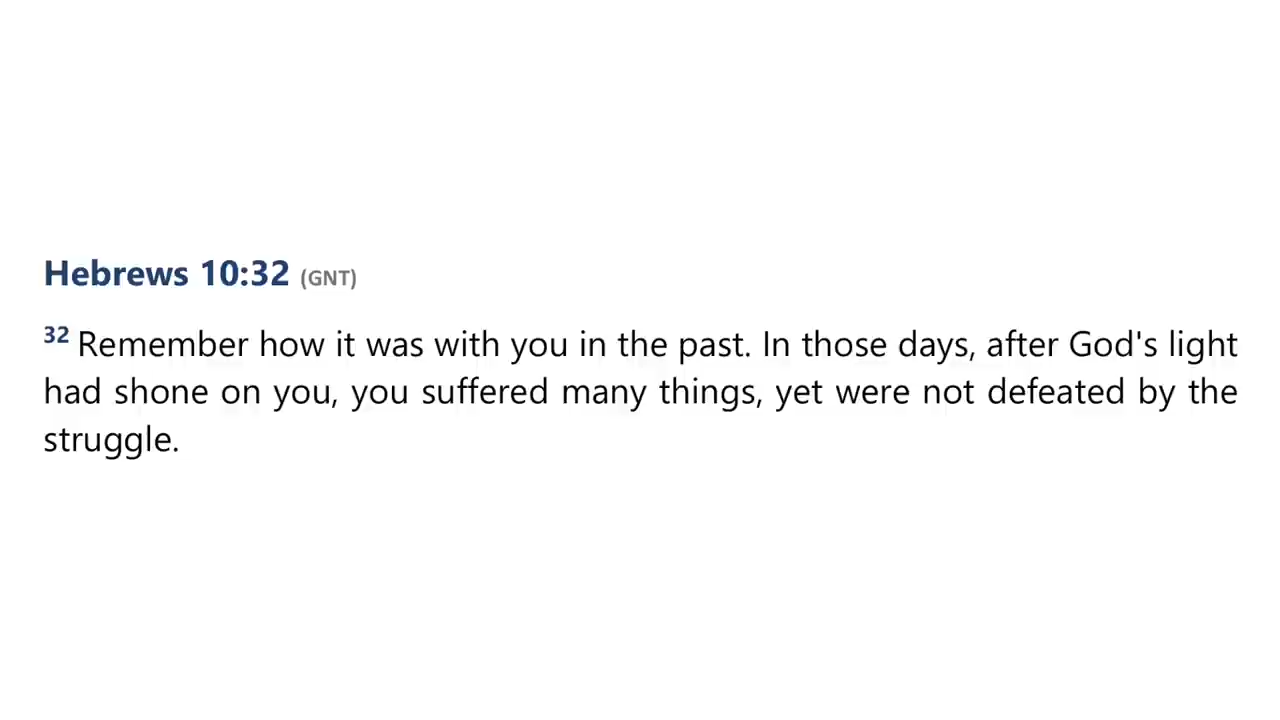 Hebrews 10:32 (GNT)
32 Remember how it was with you in the past. In those days, after God's light
had shone on you, you suffered many things, yet were not defeated by the
struggle.